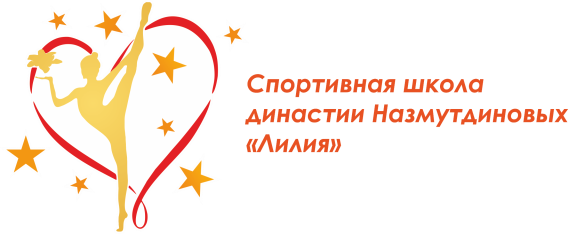 Спортивная школа
династии Назмутдиновых
«Лилия»